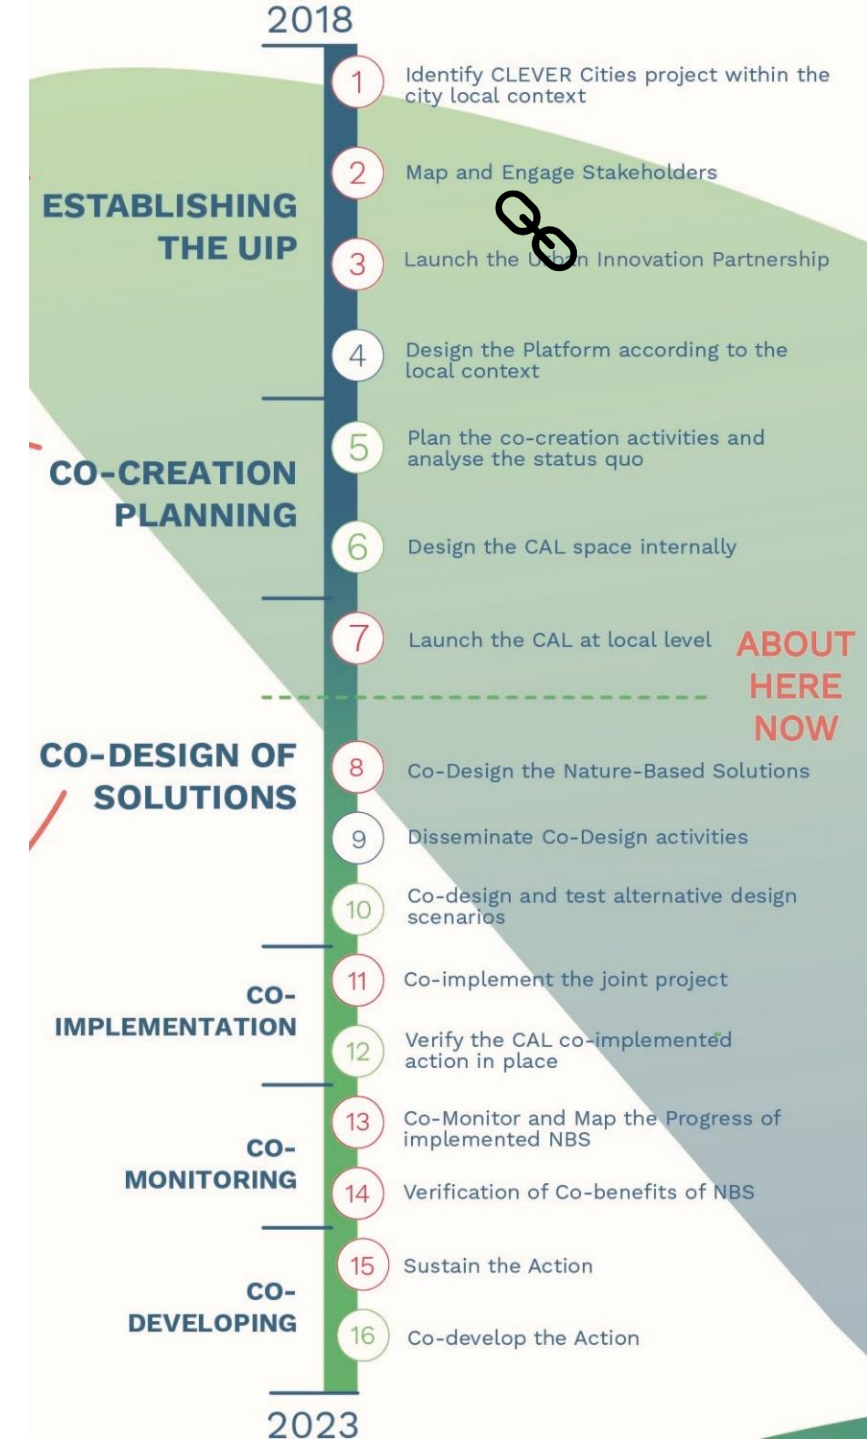 2018
1
Identify CLEVER Cities project within the
city local context
2
Map and Engage Stakeholders
ESTABLISHING
THE UIP
3
Launch the Urban Innovation Partnership
4
Design the Platform according to the
local context
5
Plan the co-creation activities and
analyse the status quo
CO-CREATION
PLANNING
6
Design the CAL space internally
7
Launch the CAL at local level
ABOUT
HERE
NOW
CO-DESIGN OF
SOLUTIONS
8
Co-Design the Nature-Based Solutions
9
Disseminate Co-Design activities
10
Co-design and test alternative design
scenarios
CO-
IMPLEMENTATION
11
Co-implement the joint project
12
Verify the CAL co-implemented
action in place
CO-
MONITORING
13
Co-Monitor and Map the Progress of
implemented NBS
14
Verification of Co-benefits of NBS
CO-
DEVELOPING
15
Sustain the Action
16
Co-develop the Action
2023